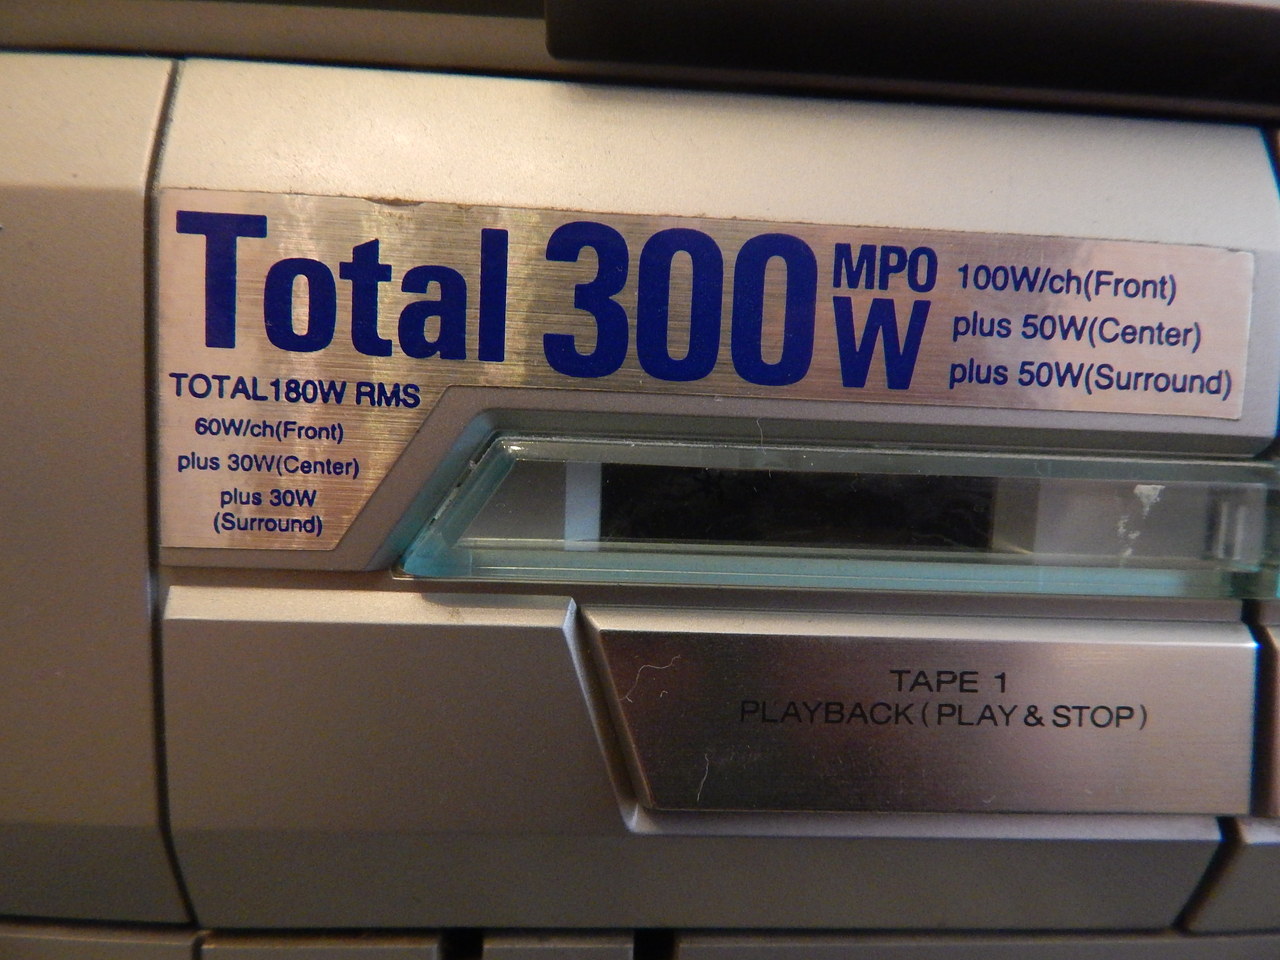 Total 300 MPO W
100W/ch(Front)
plus 50W(Center)
plus 50W(Surround)
TOTAL180W RMS
60W/ch(Front)
plus 30W(Center)
plus 30W
(Surround)
TAPE 1
PLAYBACK(PLAY & STOP)